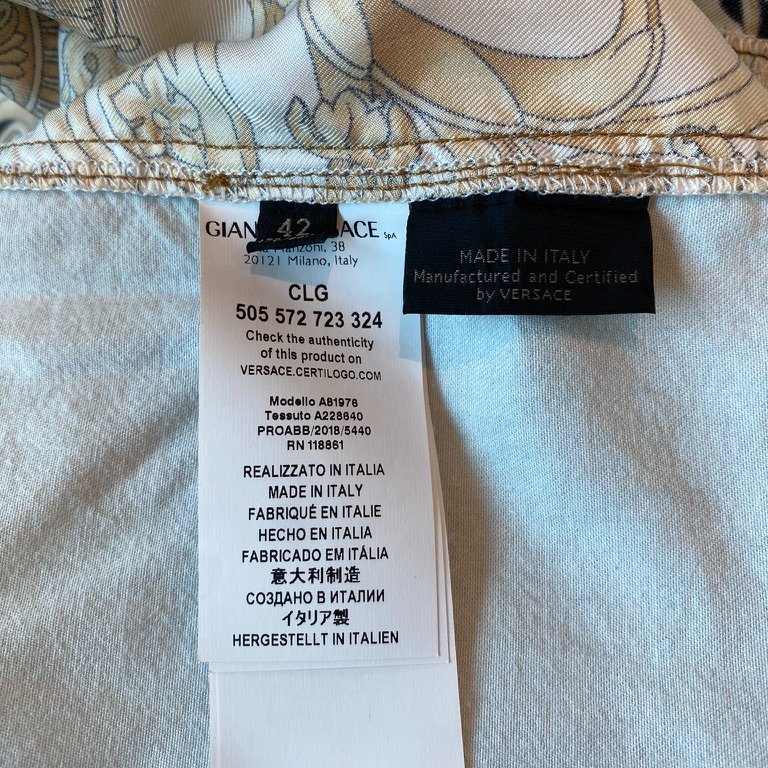 42
GIAN ACE SpA
Manzoni, 38
20121 Milano, Italy
CLG
505 572 723 324
Check the authenticity
of this product on
VERSACE.CERTILOGO.COM
Modello A81976
Tessuto A228640
PROABB/2018/5440
RN 118861
REALIZZATO IN ITALIA
MADE IN ITALY
FABRIQUÉ EN ITALIE
HECHO EN ITALIA
FABRICADO EM ITÁLIA
意大利制造
СОЗДАНО В ИТАЛИИ
イタリア製
HERGESTELLT IN ITALIEN
MADE IN ITALY
Manufactured and Certified
by VERSACE